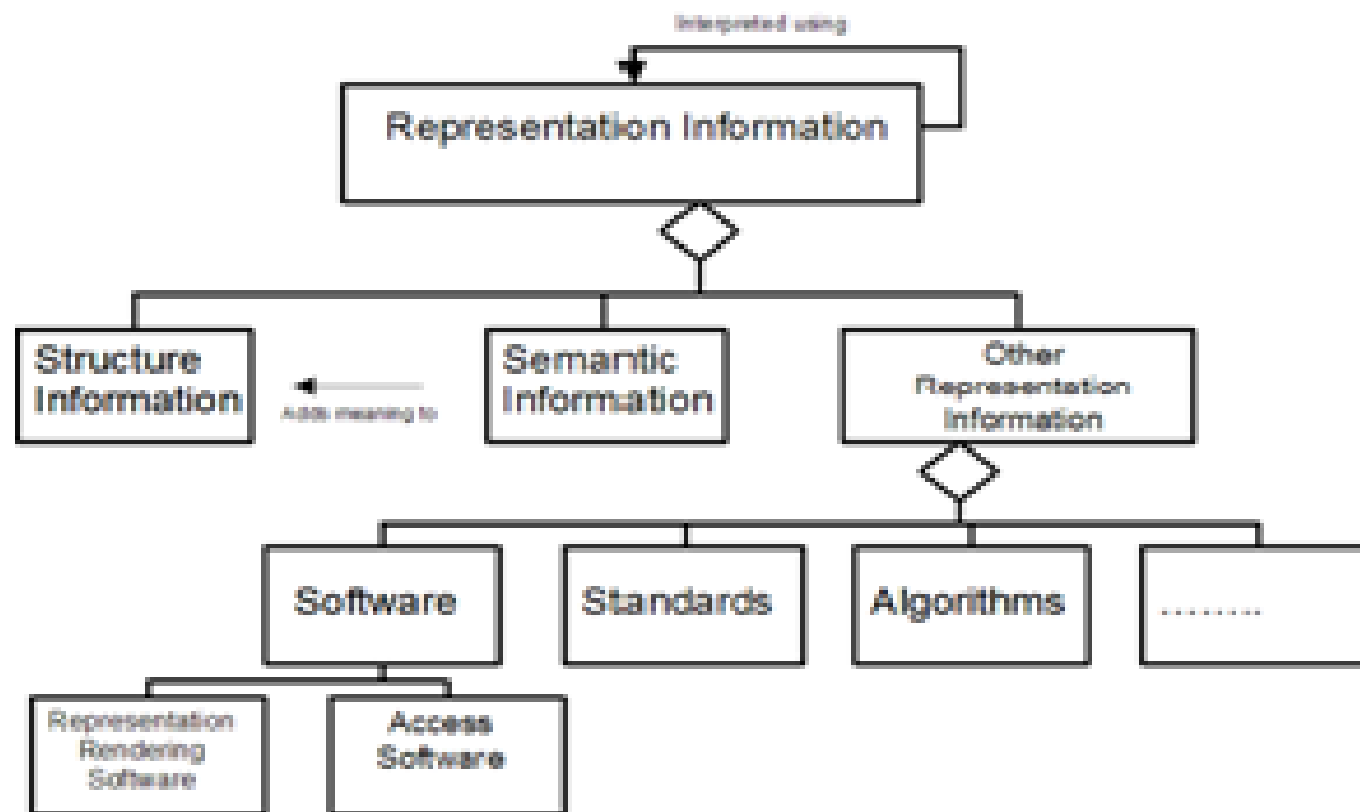 Interpreted using
Representation Information
Structure
Information
Adds meaning to
Semantic
Information
Other
Representation
Information
Software
Standards
Algorithms
.........
Representation
Rendering
Software
Access
Software